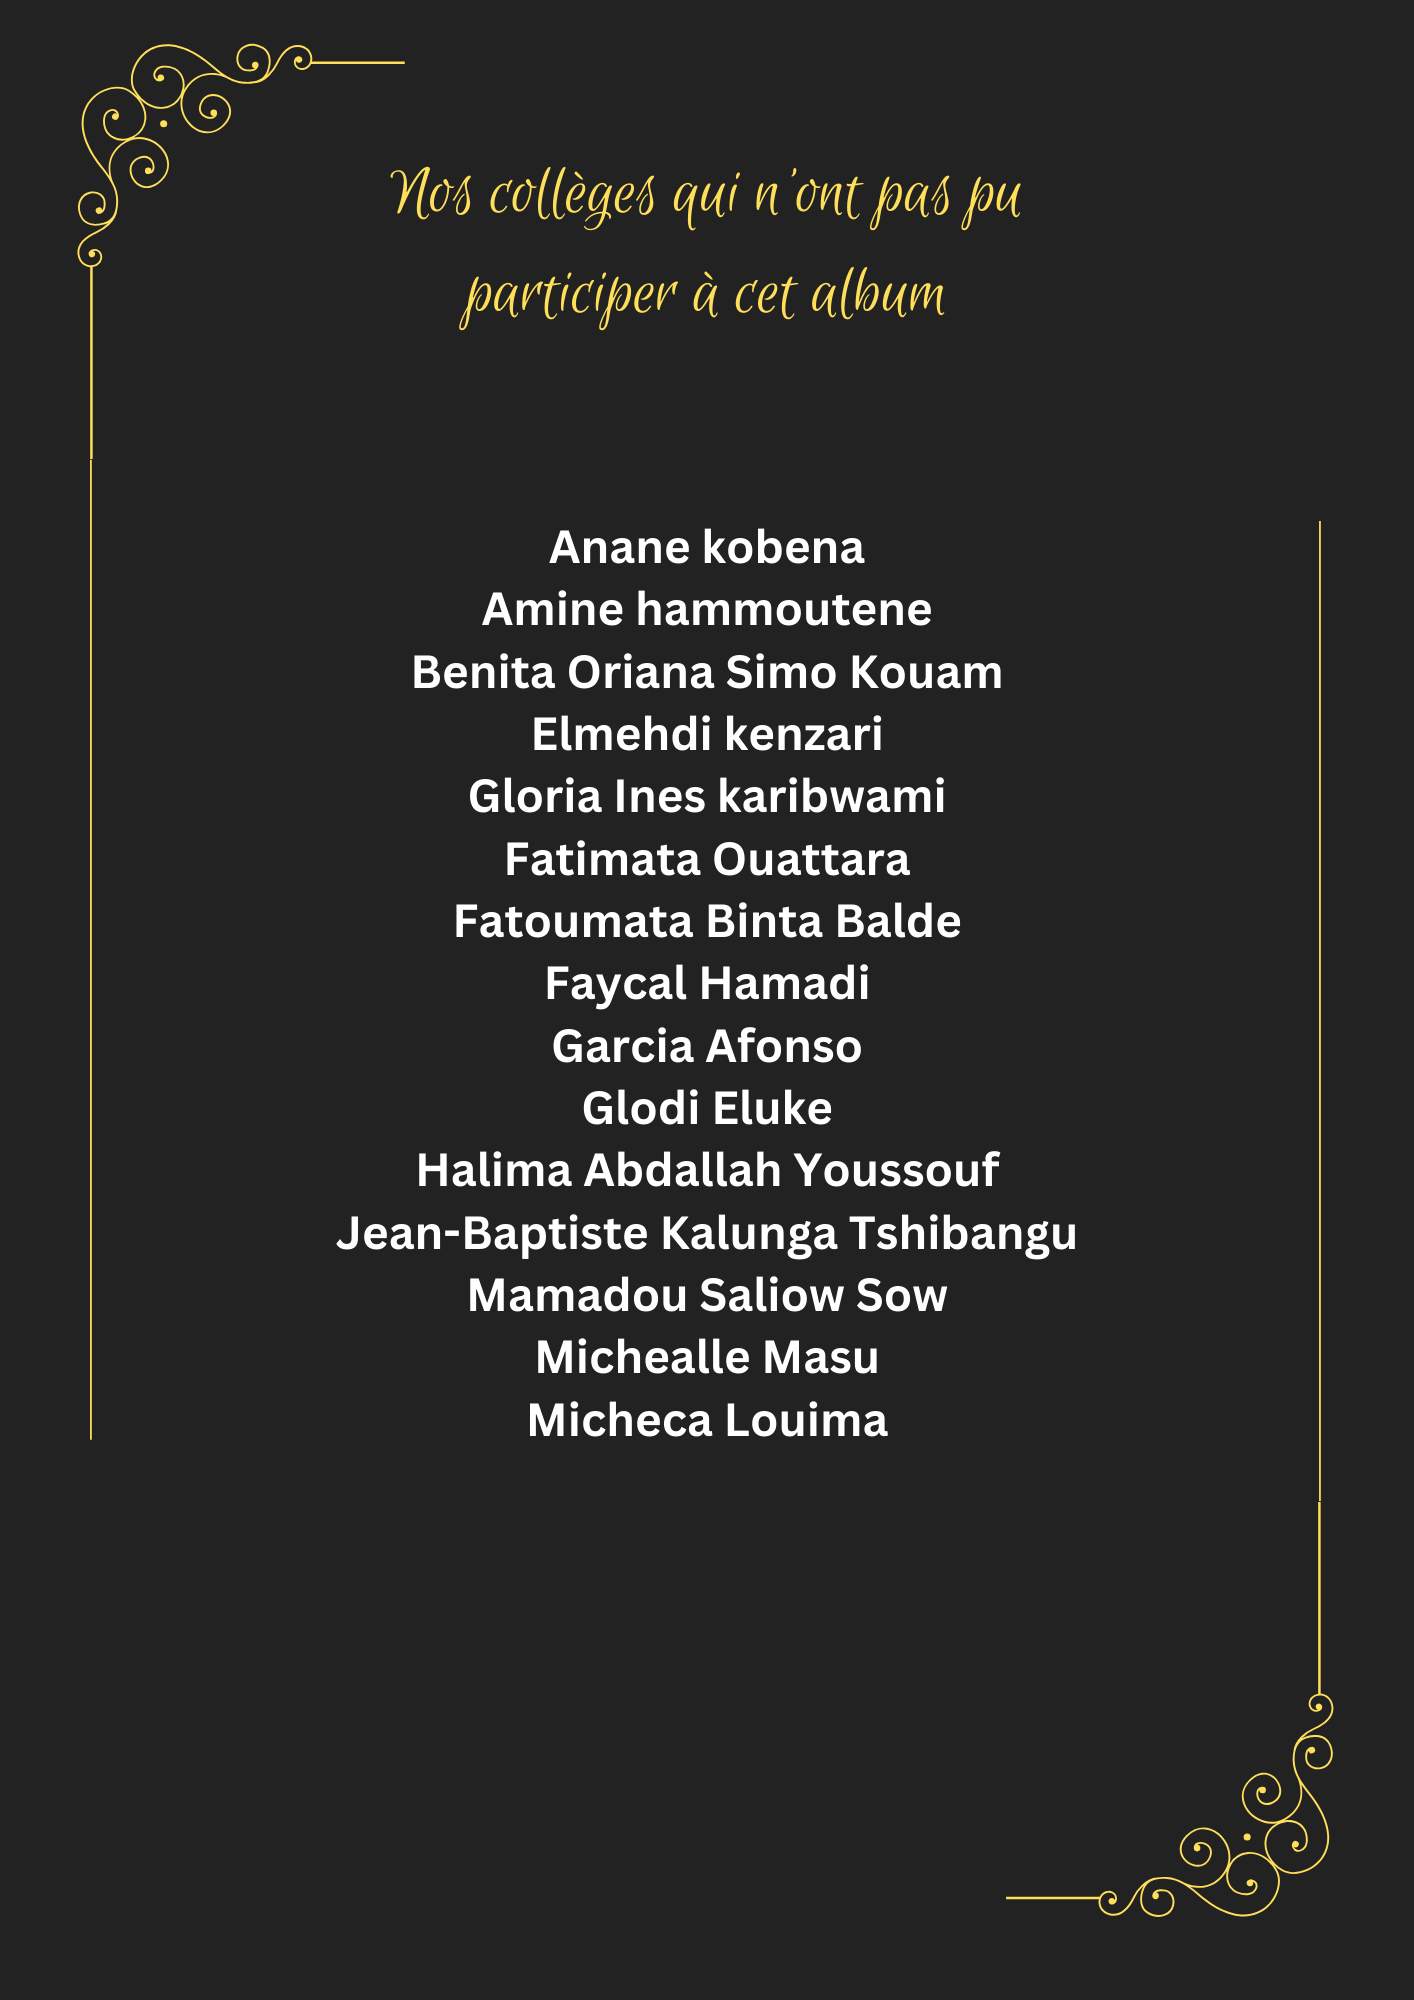 Nos collèges qui n'ont pas pu
participer à cet album
Anane kobena
Amine hammoutene
Benita Oriana Simo Kouam
Elmehdi kenzari
Gloria Ines karibwami
Fatimata Ouattara
Fatoumata Binta Balde
Faycal Hamadi
Garcia Afonso
Glodi Eluke
Halima Abdallah Youssouf
Jean-Baptiste Kalunga Tshibangu
Mamadou Saliow Sow
Michealle Masu
Micheca Louima